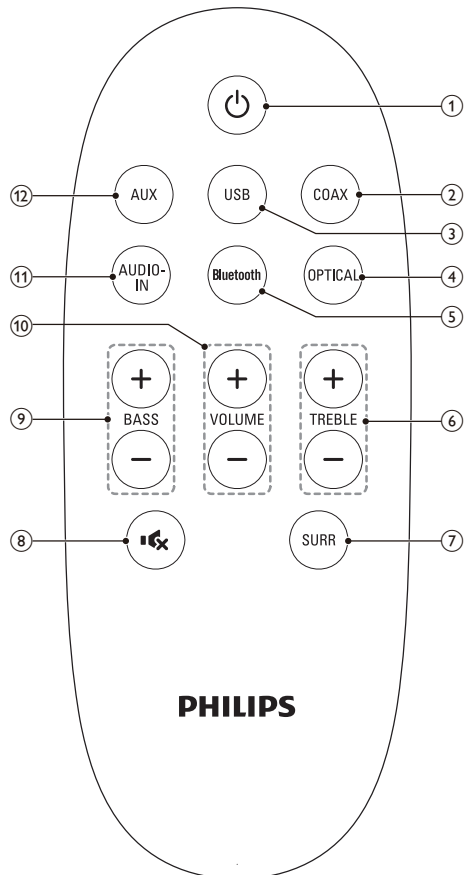 ①
AUX USB COAX ②
⑫ ③
AUDIO-
IN Bluetooth OPTICAL ④
⑪ ⑤
⑩
+ + +
⑨ BASS VOLUME TREBLE ⑥
− − −
⑧ SURR ⑦
PHILIPS